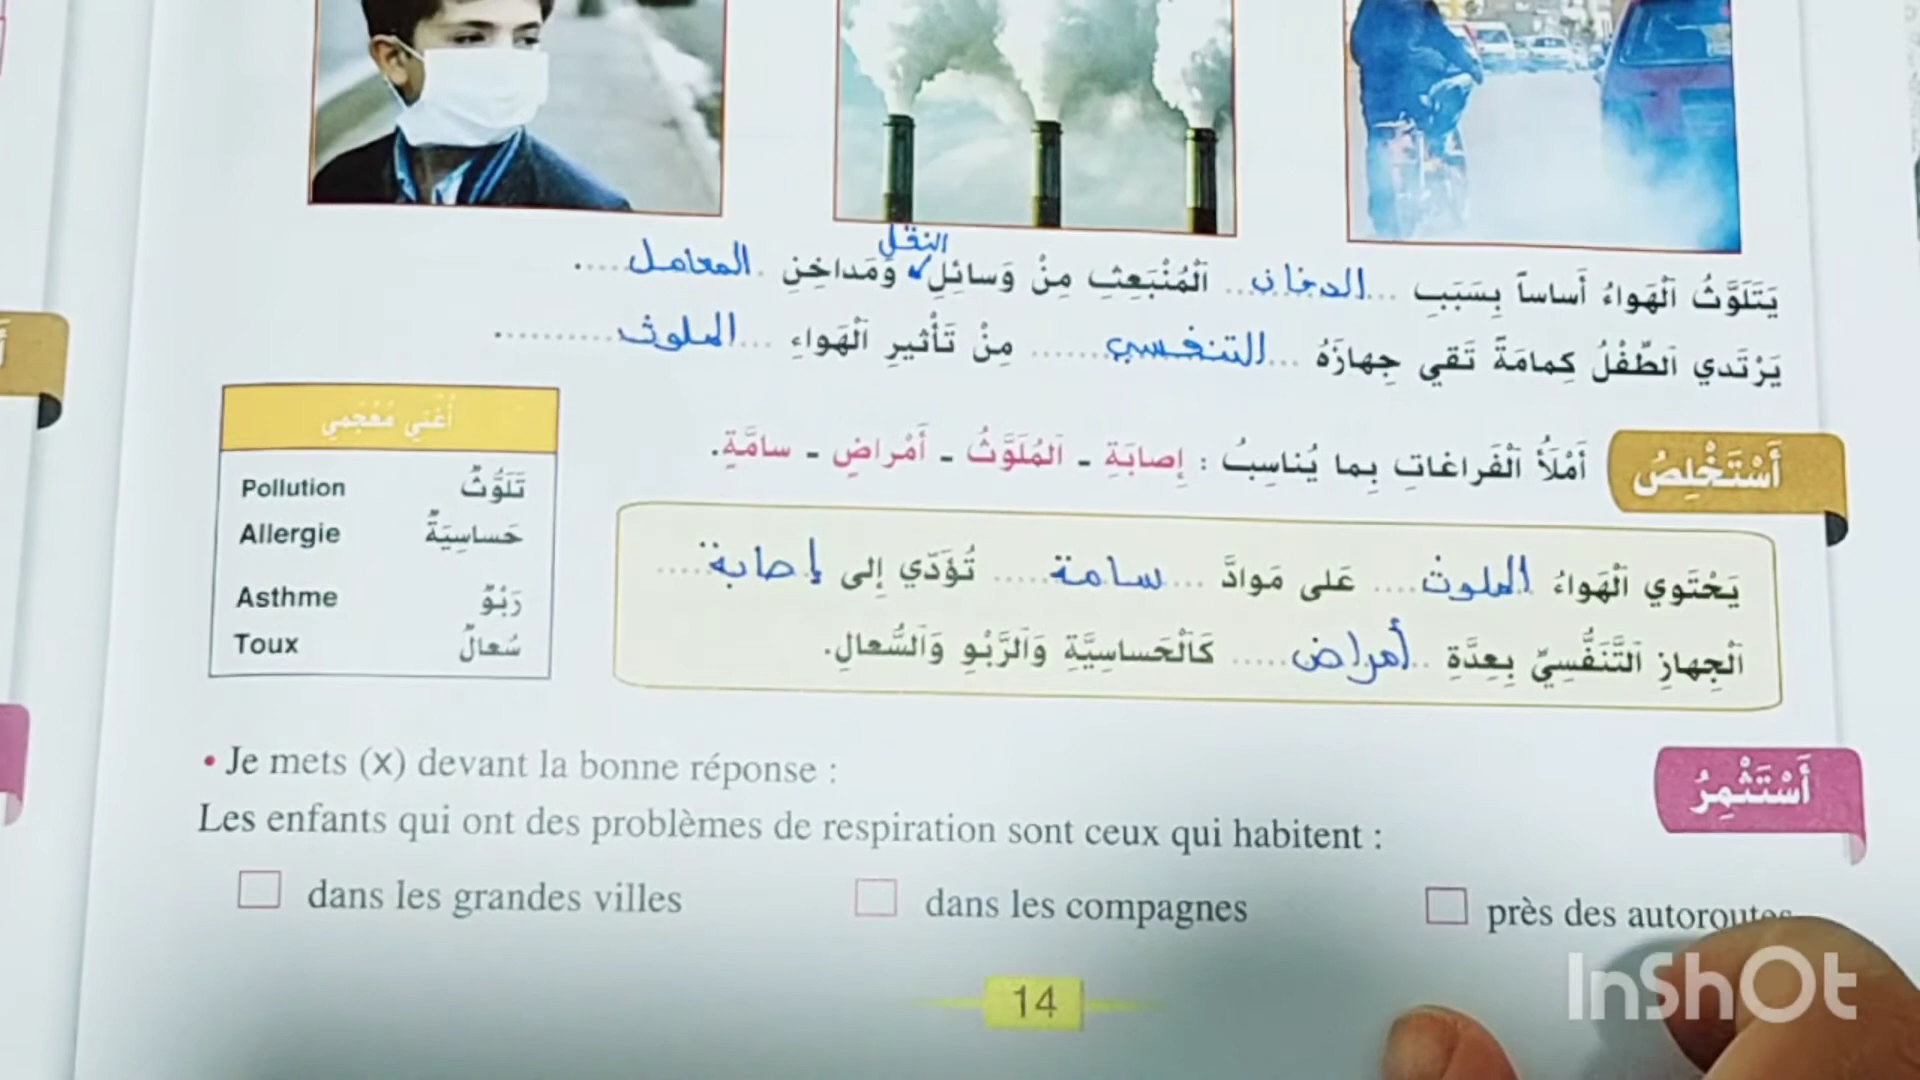 يَتَلَوَّثُ ٱلْهَواءُ أَساساً بِسَبَبِ ... الدخان ... ٱلْمُنْبَعِثِ مِنْ وَسائِلِ النقل وَمَداخِنِ . المعامل .....
يَرْتَدي ٱلطِّفْلُ كِمامَةً تَقي جِهازَهُ ... التنفسي ...... مِنْ تَأْثيرِ ٱلْهَواءِ ... الملوث ..........
أَسْتَخْلِصُ
أَمْلَأُ ٱلْفَراغاتِ بِما يُناسِبُ : إِصابَةِ - ٱلمُلَوَّثُ - أَمْراضٍ - سامَّةٍ.
يَحْتَوي ٱلْهَواءُ الملوث .... عَلى مَوادَّ ... سامة ..... تُؤَدّي إِلى إصابة .....
ٱلْجِهازِ ٱلتَّنَفُّسِيِّ بِعِدَّةِ .. أمراض ..... كَٱلْحَساسِيَّةِ وَٱلرَّبْوِ وَٱلسُّعالِ.
أُغْني مُعْجَمي
Pollution تَلَوُّثٌ
Allergie حَساسِيَةٌ
Asthme رَبْوٌ
Toux سُعالٌ
أَسْتَثْمِرُ
• Je mets (x) devant la bonne réponse :
Les enfants qui ont des problèmes de respiration sont ceux qui habitent :
dans les grandes villes dans les compagnes près des autoroutes
14
InShOt